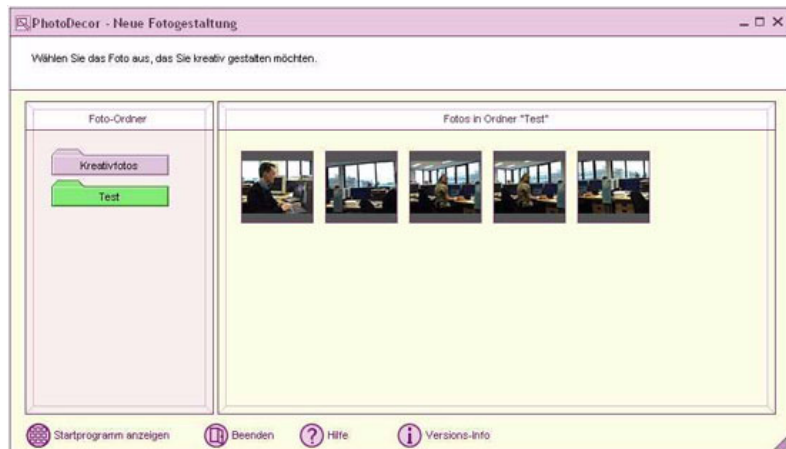 PhotoDecor - Neue Fotogestaltung
Wählen Sie das Foto aus, das Sie kreativ gestalten möchten.
Foto-Ordner
Fotos in Ordner "Test"
Kreativfotos
Test
Startprogramm anzeigen
Beenden
Hilfe
Versions-Info